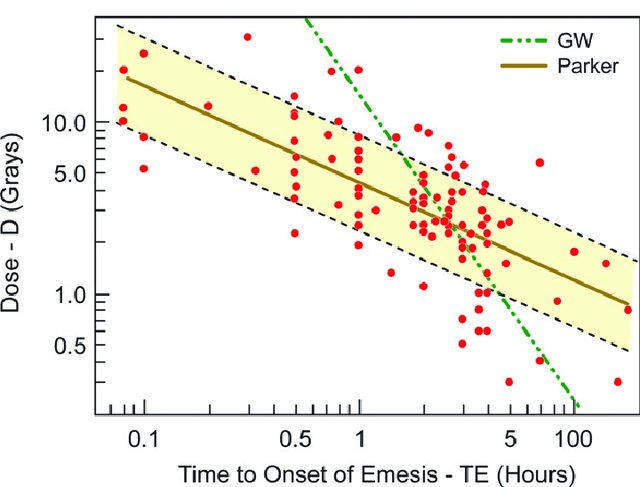 GW
Parker
Dose - D (Grays)
10.0
5.0
1.0
0.5
0.1
0.5
1
5
100
Time to Onset of Emesis - TE (Hours)